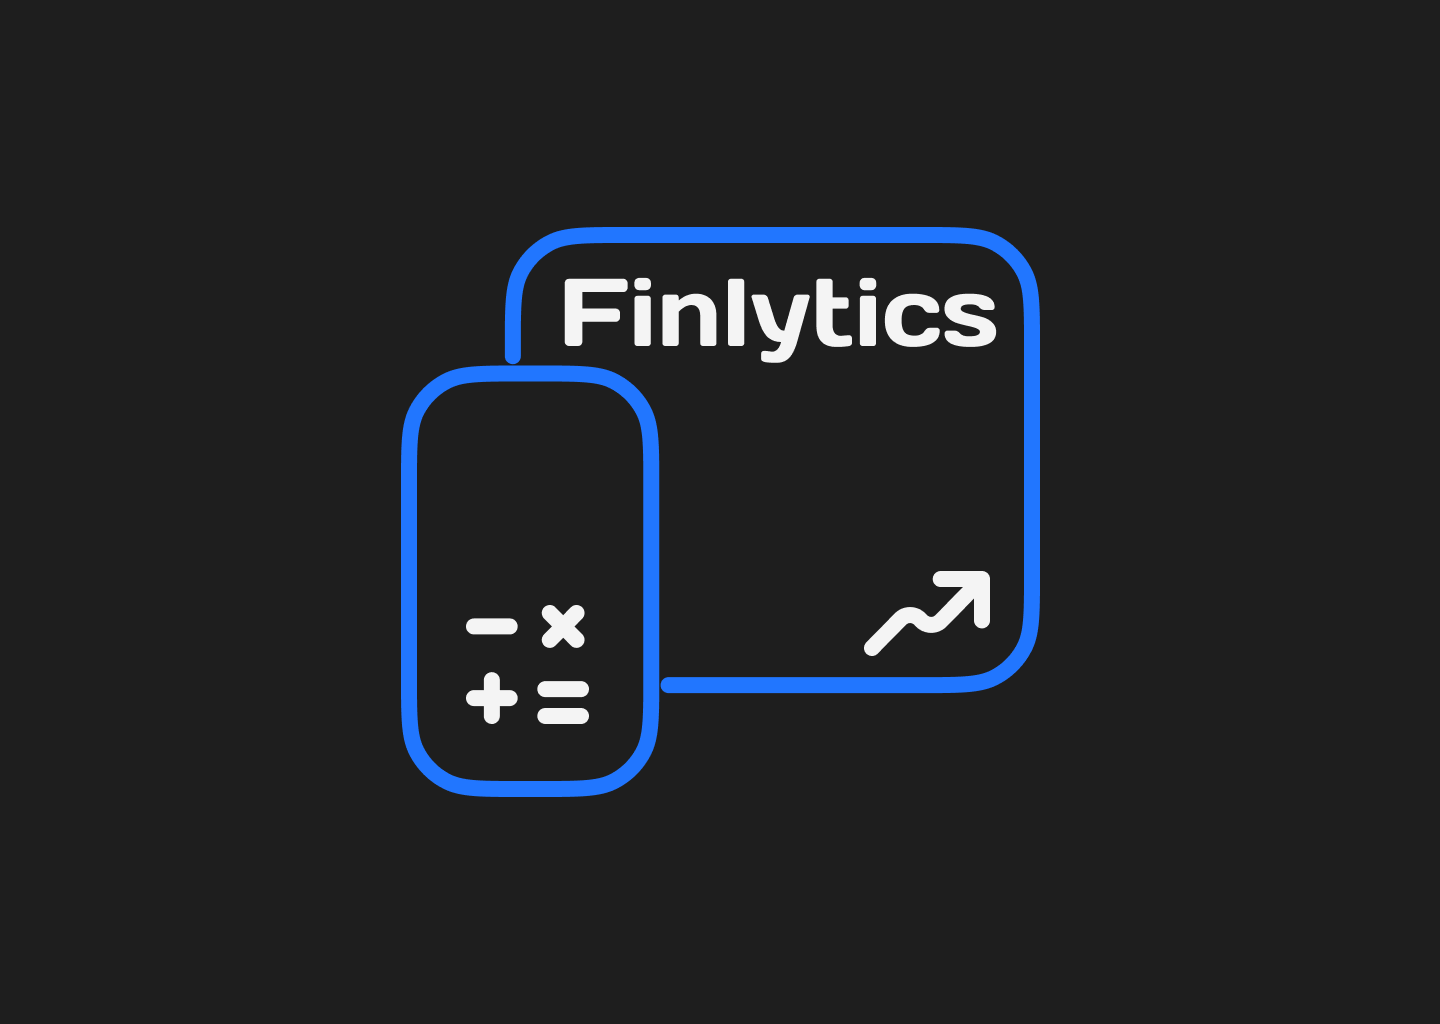 Finlytics
− ×
+ =